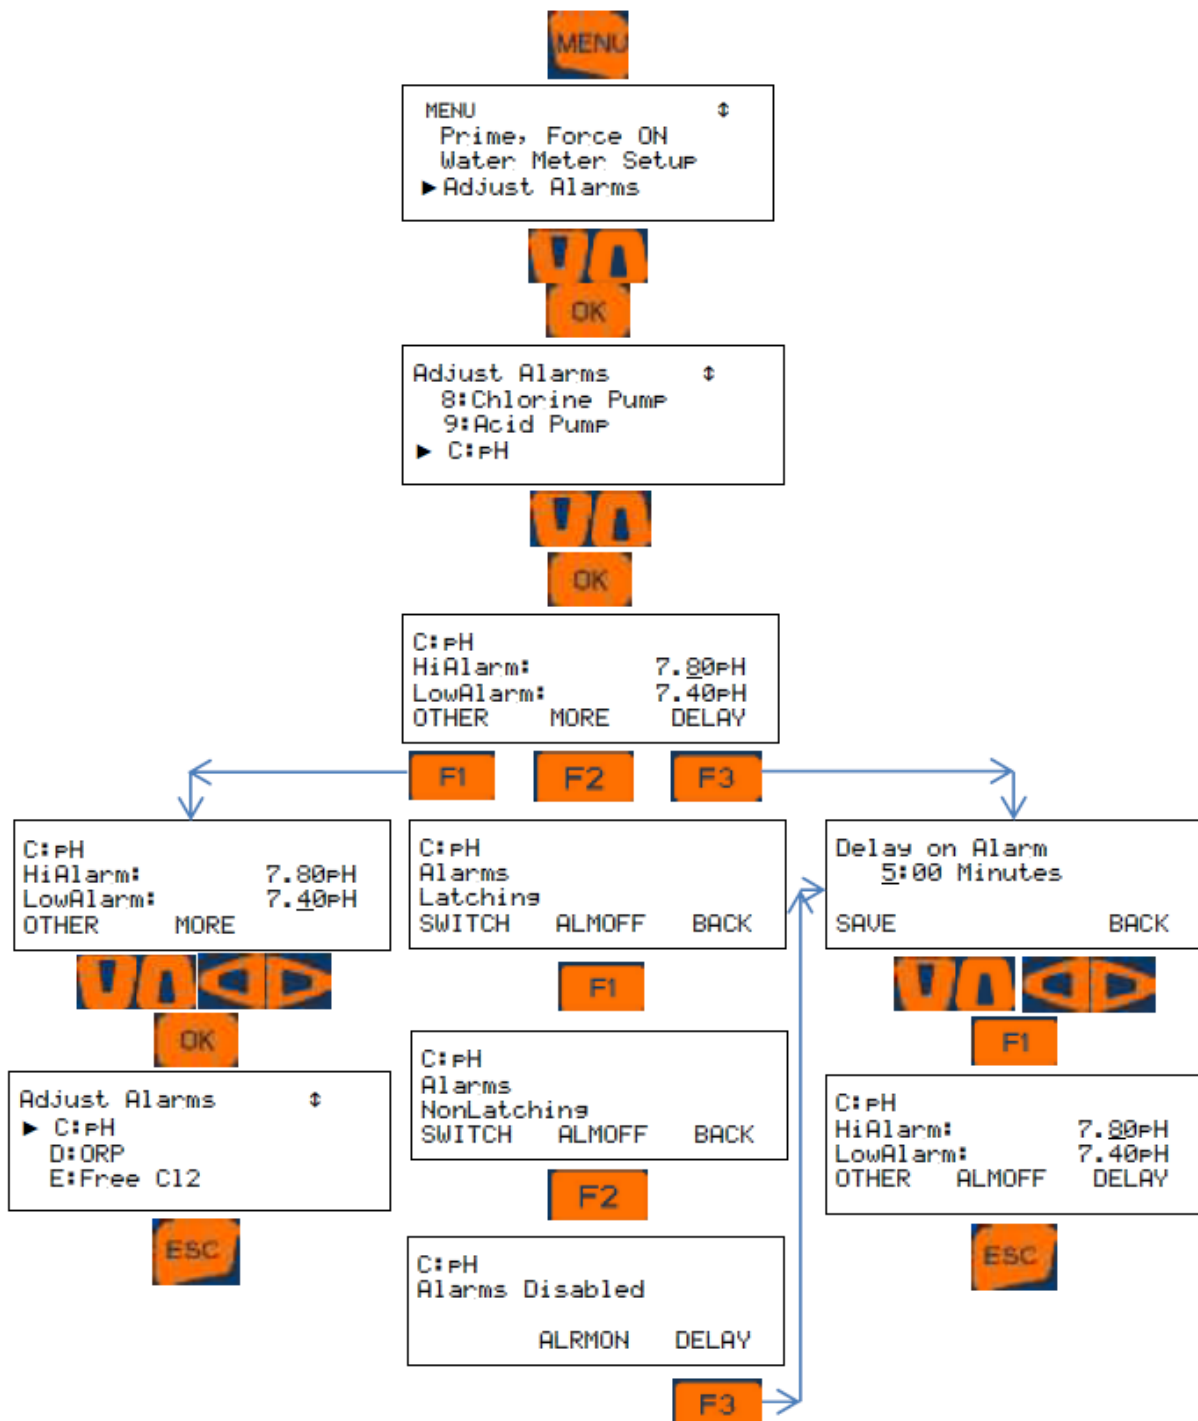 MENU
MENU ↕
Prime, Force ON
Water Meter Setup
►Adjust Alarms
OK
Adjust Alarms ↕
8:Chlorine Pump
9:Acid Pump
► C:pH
OK
C:pH
HiAlarm: 7.80pH
LowAlarm: 7.40pH
OTHER MORE DELAY
F1 F2 F3
C:pH
HiAlarm: 7.80pH
LowAlarm: 7.40pH
OTHER MORE
OK
Adjust Alarms ↕
► C:pH
D:ORP
E:Free Cl2
ESC
C:pH
Alarms
Latching
SWITCH ALMOFF BACK
F1
C:pH
Alarms
NonLatching
SWITCH ALMOFF BACK
F2
C:pH
Alarms Disabled
ALRMON DELAY
F3
Delay on Alarm
5:00 Minutes
SAVE BACK
F1
C:pH
HiAlarm: 7.80pH
LowAlarm: 7.40pH
OTHER ALMOFF DELAY
ESC